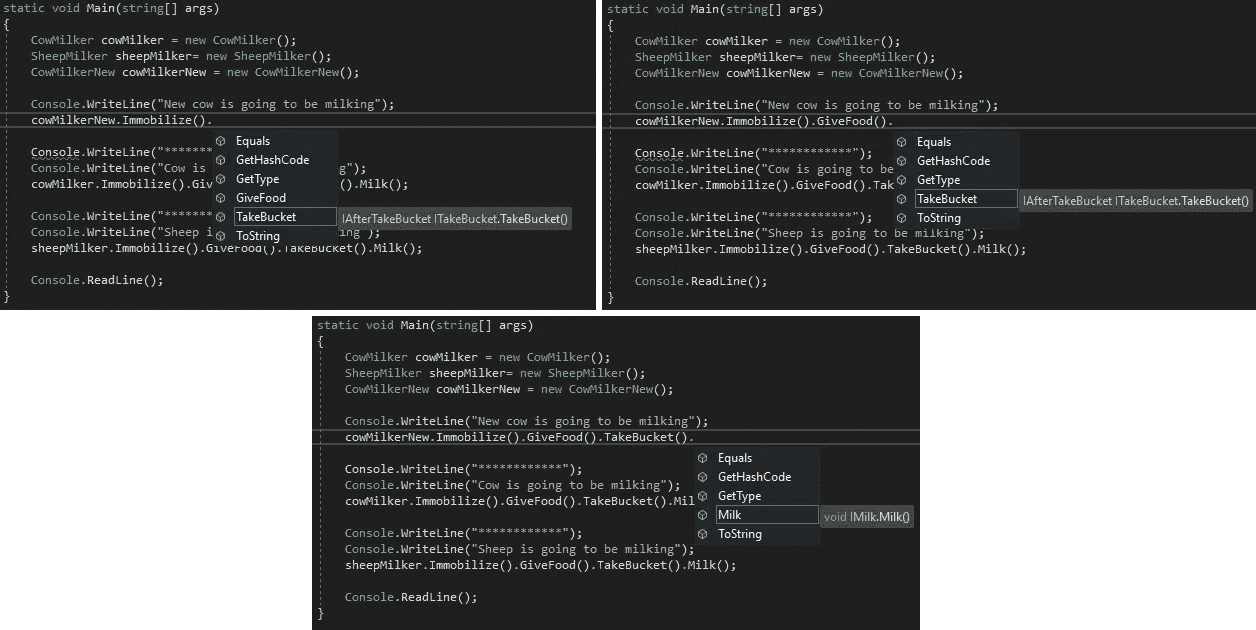 static void Main(string[] args)
{
CowMilker cowMilker = new CowMilker();
SheepMilker sheepMilker= new SheepMilker();
CowMilkerNew cowMilkerNew = new CowMilkerNew();
Console.WriteLine("New cow is going to be milking");
cowMilkerNew.Immobilize().
Equals
Console.WriteLine("*******
GetHashCode
Console.WriteLine("Cow is g");
GetType
cowMilker.Immobilize().Giv ().Milk();
GiveFood
Console.WriteLine("*******
TakeBucket
IAfterTakeBucket ITakeBucket.TakeBucket()
Console.WriteLine("Sheep i ing");
ToString
sheepMilker.Immobilize().GiveFood().TakeBucket().Milk();
Console.ReadLine();
}
static void Main(string[] args)
{
CowMilker cowMilker = new CowMilker();
SheepMilker sheepMilker= new SheepMilker();
CowMilkerNew cowMilkerNew = new CowMilkerNew();
Console.WriteLine("New cow is going to be milking");
cowMilkerNew.Immobilize().GiveFood().
Equals
Console.WriteLine("************");
GetHashCode
Console.WriteLine("Cow is going to be
GetType
cowMilker.Immobilize().GiveFood().Tak
TakeBucket
IAfterTakeBucket ITakeBucket.TakeBucket()
Console.WriteLine("************");
ToString
Console.WriteLine("Sheep is going to be milking");
sheepMilker.Immobilize().GiveFood().TakeBucket().Milk();
Console.ReadLine();
}
static void Main(string[] args)
{
CowMilker cowMilker = new CowMilker();
SheepMilker sheepMilker= new SheepMilker();
CowMilkerNew cowMilkerNew = new CowMilkerNew();
Console.WriteLine("New cow is going to be milking");
cowMilkerNew.Immobilize().GiveFood().TakeBucket().
Equals
Console.WriteLine("************");
GetHashCode
Console.WriteLine("Cow is going to be milking");
GetType
cowMilker.Immobilize().GiveFood().TakeBucket().Mil
Milk
void IMilk.Milk()
Console.WriteLine("************");
ToString
Console.WriteLine("Sheep is going to be milking");
sheepMilker.Immobilize().GiveFood().TakeBucket().Milk();
Console.ReadLine();
}